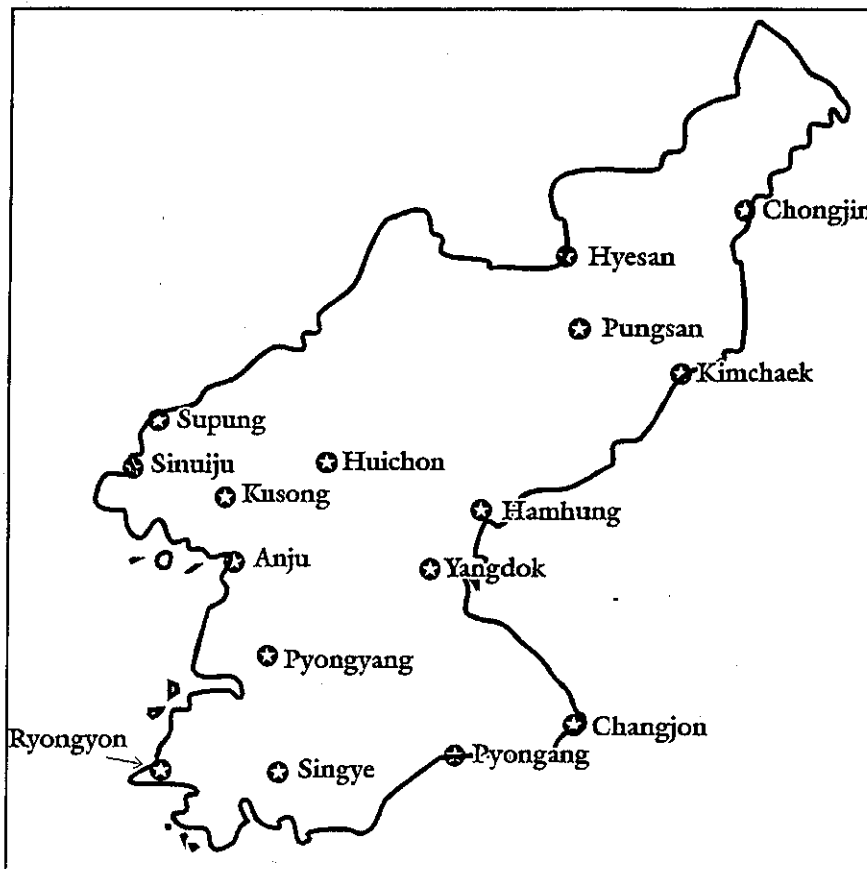 Chongjin
Hyesan
Pungsan
Kimchaek
Supung
Sinuiju
Huichon
Kusong
Hamhung
Anju
Yangdok
Pyongyang
Changjon
Ryongyon
Pyongang
Singye